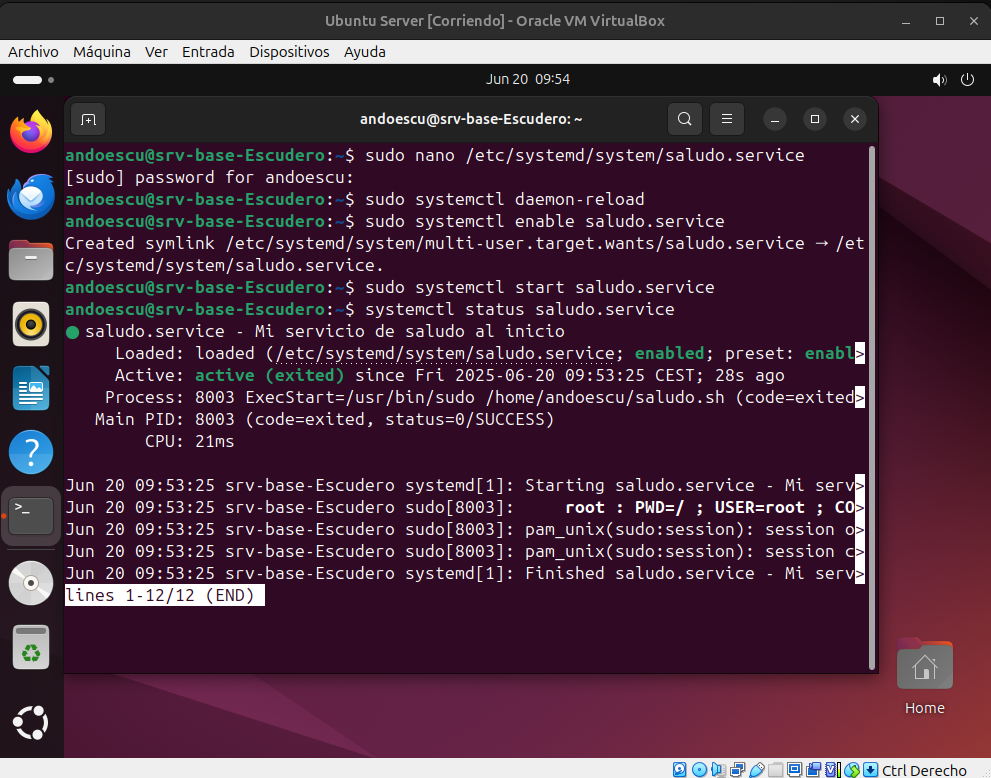 Ubuntu Server [Corriendo] - Oracle VM VirtualBox
Archivo Máquina Ver Entrada Dispositivos Ayuda
Jun 20 09:54
andoescu@srv-base-Escudero: ~
andoescu@srv-base-Escudero:~$ sudo nano /etc/systemd/system/saludo.service
[sudo] password for andoescu:
andoescu@srv-base-Escudero:~$ sudo systemctl daemon-reload
andoescu@srv-base-Escudero:~$ sudo systemctl enable saludo.service
Created symlink /etc/systemd/system/multi-user.target.wants/saludo.service → /et
c/systemd/system/saludo.service.
andoescu@srv-base-Escudero:~$ sudo systemctl start saludo.service
andoescu@srv-base-Escudero:~$ systemctl status saludo.service
● saludo.service - Mi servicio de saludo al inicio
Loaded: loaded (/etc/systemd/system/saludo.service; enabled; preset: enabl>
Active: active (exited) since Fri 2025-06-20 09:53:25 CEST; 28s ago
Process: 8003 ExecStart=/usr/bin/sudo /home/andoescu/saludo.sh (code=exited>
Main PID: 8003 (code=exited, status=0/SUCCESS)
CPU: 21ms
Jun 20 09:53:25 srv-base-Escudero systemd[1]: Starting saludo.service - Mi serv>
Jun 20 09:53:25 srv-base-Escudero sudo[8003]:     root : PWD=/ ; USER=root ; CO>
Jun 20 09:53:25 srv-base-Escudero sudo[8003]: pam_unix(sudo:session): session o>
Jun 20 09:53:25 srv-base-Escudero sudo[8003]: pam_unix(sudo:session): session c>
Jun 20 09:53:25 srv-base-Escudero systemd[1]: Finished saludo.service - Mi serv>
lines 1-12/12 (END)
Home
Ctrl Derecho